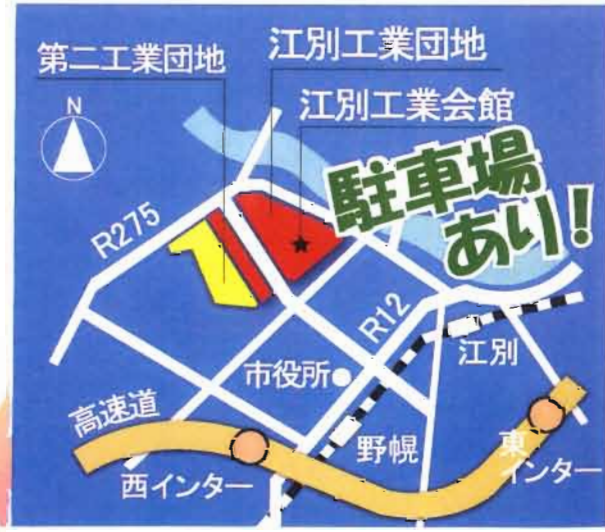 第二工業団地
江別工業団地
江別工業会館
N
駐車場
あり!
R275
R12
江別
市役所
高速道
野幌
東
インター
西インター